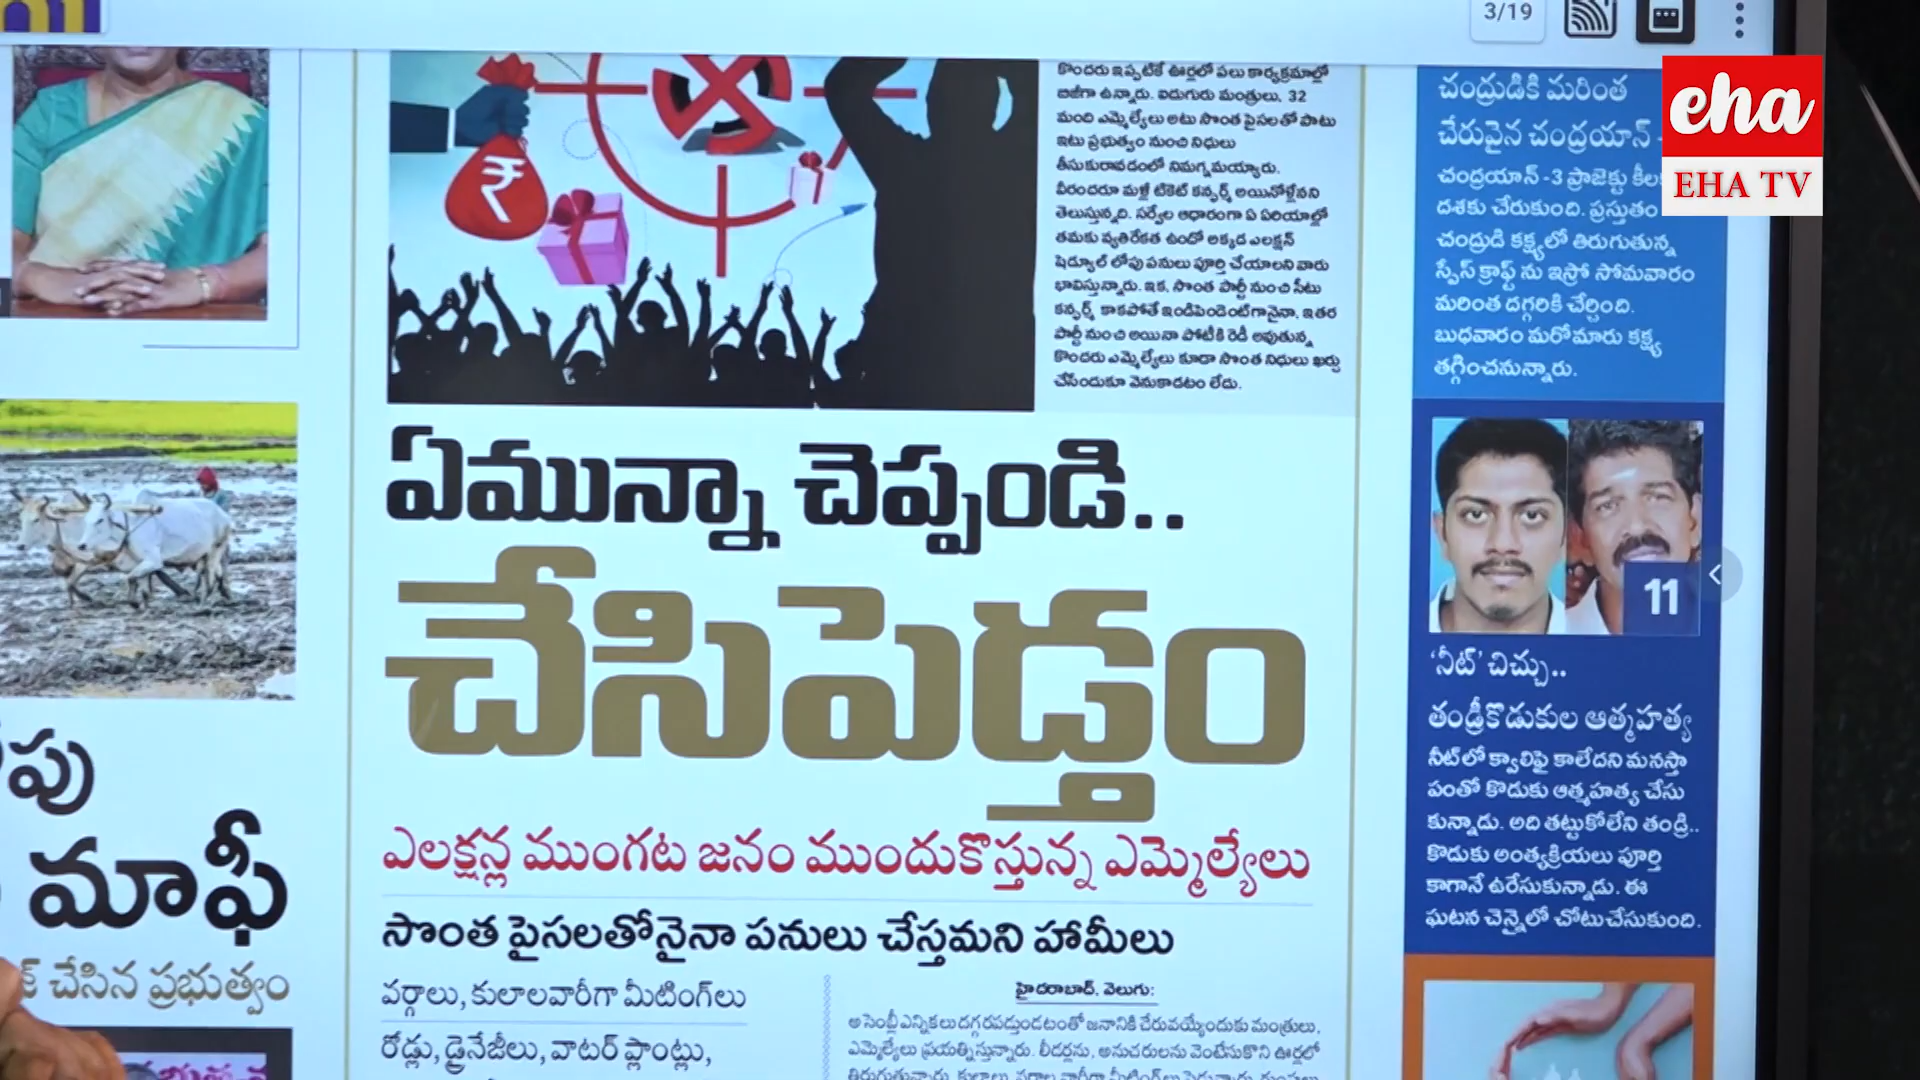 3/19
eha
EHA TV
కొందరు ఇప్పటికే ఊర్లలో పలు కార్యక్రమాల్లో
బిజీగా ఉన్నారు. ఐదుగురు మంత్రులు, 32
మంది ఎమ్మెల్యేలు అటు సొంత పైసలతో పాటు
ఇటు ప్రభుత్వం నుంచి నిధులు
తీసుకురావడంలో నిమగ్నమయ్యారు.
వీరందరూ మళ్లీ టికెట్ కన్ఫర్మ్ అయినోళ్లేనని
తెలుస్తున్నది. సర్వేల ఆధారంగా ఏ ఏరియాల్లో
తమకు వ్యతిరేకత ఉందో అక్కడ ఎలక్షన్
షెడ్యూల్ లోపు పనులు పూర్తి చేయాలని వారు
భావిస్తున్నారు. ఇక, సొంత పార్టీ నుంచి సీటు
కన్ఫర్మ్ కాకపోతే ఇండిపెండెంట్‌గానైనా, ఇతర
పార్టీ నుంచి అయినా పోటీకి రెడీ అవుతున్న
కొందరు ఎమ్మెల్యేలు కూడా సొంత నిధులు ఖర్చు
చేసేందుకూ వెనుకాడటం లేదు.
ఏమున్నా చెప్పండి..
చేసిపెడ్తం
ఎలక్షన్ల ముంగట జనం ముందుకొస్తున్న ఎమ్మెల్యేలు
సొంత పైసలతోనైనా పనులు చేస్తమని హామీలు
వర్గాలు, కులాలవారీగా మీటింగ్‌లు
రోడ్లు, డ్రైనేజీలు, వాటర్ ప్లాంట్లు,
హైదరాబాద్, వెలుగు:
అసెంబ్లీ ఎన్నికలు దగ్గరపడ్తుండటంతో జనానికి చేరువయ్యేందుకు మంత్రులు,
ఎమ్మెల్యేలు ప్రయత్నిస్తున్నారు. లీడర్లను, అనుచరులను వెంటేసుకొని ఊర్లలో
తిరుగుతున్నారు. కులాలు, వర్గాల వారీగా మీటింగ్‌లు పెడ్తున్నారు.
పు
మాఫీ
చేసిన ప్రభుత్వం
చంద్రుడికి మరింత
చేరువైన చంద్రయాన్
చంద్రయాన్ -3 ప్రాజెక్టు
దశకు చేరుకుంది. ప్రస్తుతం
చంద్రుడి కక్ష్యలో తిరుగుతున్న
స్పేస్ క్రాఫ్ట్ ను ఇస్రో సోమవారం
మరింత దగ్గరికి చేర్చింది.
బుధవారం మరోమారు కక్ష్య
తగ్గించనున్నారు.
11
‘నీట్’ చిచ్చు..
తండ్రీకొడుకుల ఆత్మహత్య
నీట్‌లో క్వాలిఫై కాలేదని మనస్తా
పంతో కొడుకు ఆత్మహత్య చేసు
కున్నాడు. అది తట్టుకోలేని తండ్రి..
కొడుకు అంత్యక్రియలు పూర్తి
కాగానే ఉరేసుకున్నాడు. ఈ
ఘటన చెన్నైలో చోటుచేసుకుంది.